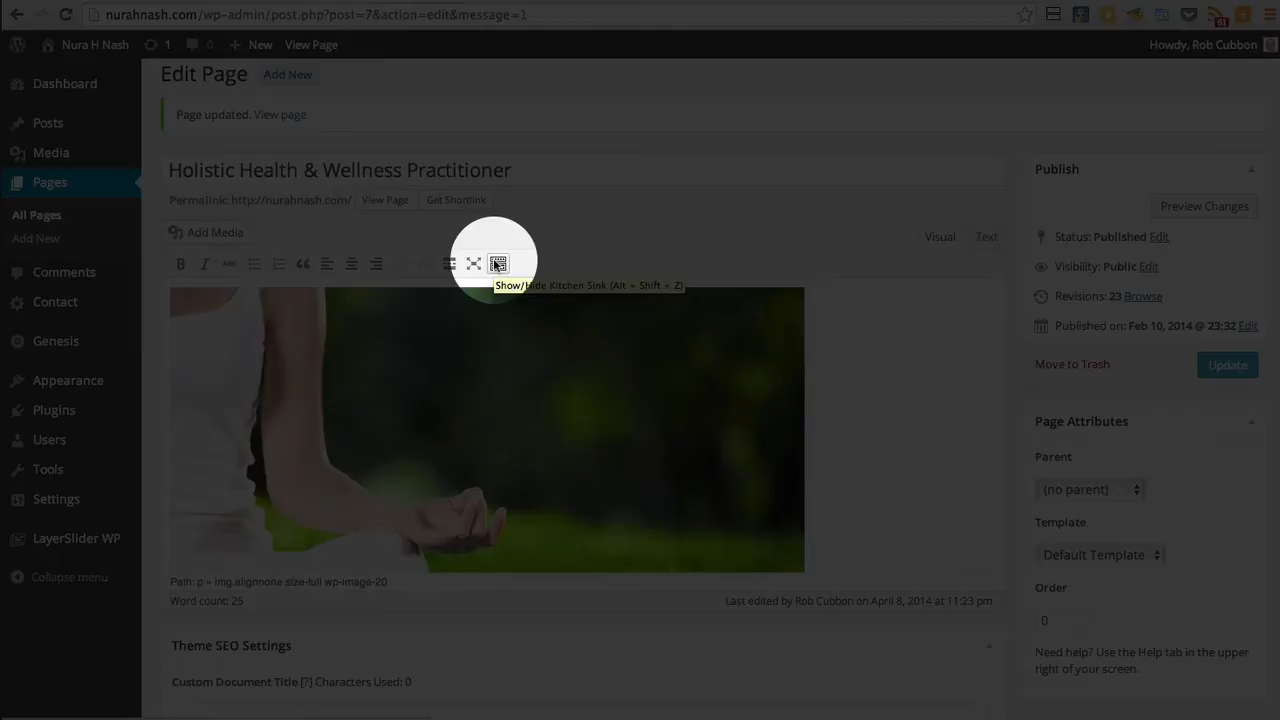 nurahnash.com/wp-admin/post.php?post=7&action=edit&message=1
61
Nura H Nash 1 0 New View Page Howdy, Rob Cubbon
Dashboard
Posts
Media
Pages
All Pages
Add New
Comments
Contact
Genesis
Appearance
Plugins
Users
Tools
Settings
LayerSlider WP
Collapse menu
Edit Page Add New
Page updated. View page
Holistic Health & Wellness Practitioner
Permalink: http://nurahnash.com/ View Page Get Shortlink
Add Media
Visual Text
B I ABC
Show/Hide Kitchen Sink (Alt + Shift + Z)
Path: p » img.alignnone size-full wp-image-20
Word count: 25 Last edited by Rob Cubbon on April 8, 2014 at 11:23 pm
Theme SEO Settings
Custom Document Title [?] Characters Used: 0
Publish
Preview Changes
Status: Published Edit
Visibility: Public Edit
Revisions: 23 Browse
Published on: Feb 10, 2014 @ 23:32 Edit
Move to Trash Update
Page Attributes
Parent
(no parent)
Template
Default Template
Order
0
Need help? Use the Help tab in the upper
right of your screen.